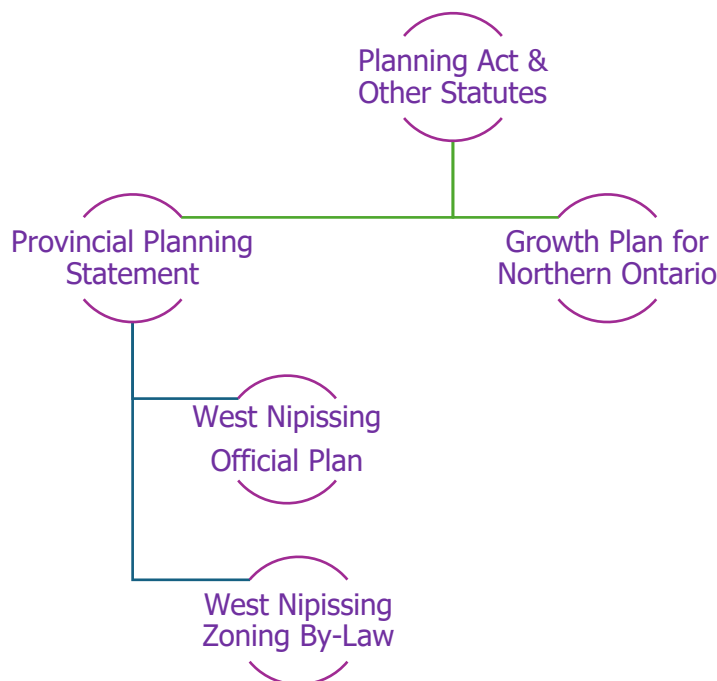 Planning Act &
Other Statutes
Provincial Planning
Statement
Growth Plan for
Northern Ontario
West Nipissing
Official Plan
West Nipissing
Zoning By-Law